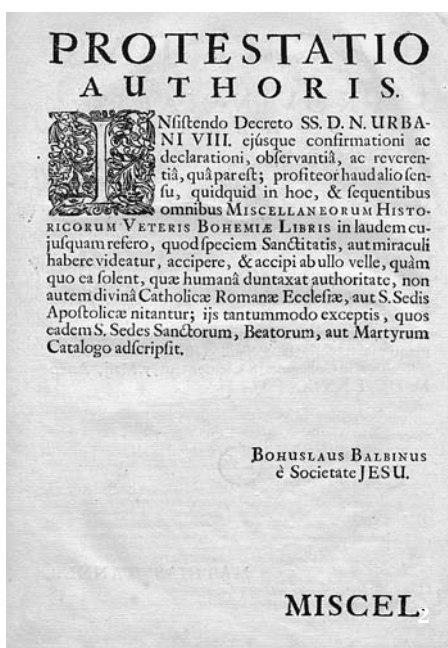 PROTESTATIO
AUTHORIS.
INſiſtendo Decreto SS. D. N. URBA-
NI VIII. ejúsque confirmationi ac
declarationi, obſervantiâ, ac reveren-
tiâ, quâ par eſt; profiteor haud alio ſen-
ſu, quidquid in hoc, & ſequentibus
omnibus MISCELLANEORUM HISTO-
RICORUM VETERIS BOHEMIÆ LIBRIS in laudem cu-
juſquam refero, quod ſpeciem Sanctitatis, aut miraculi
habere videatur, accipere, & accipi ab ullo velle, quàm
quo ea ſolent, quæ humanâ duntaxat authoritate, non
autem divinâ Catholicæ Romanæ Eccleſiæ, aut S. Sedis
Apoſtolicæ nitantur; ijs tantummodo exceptis, quos
eadem S. Sedes Sanctorum, Beatorum, aut Martyrum
Catalogo adſcripſit.
BOHUSLAUS BALBINUS
è Societate JESU.
MISCEL.
2